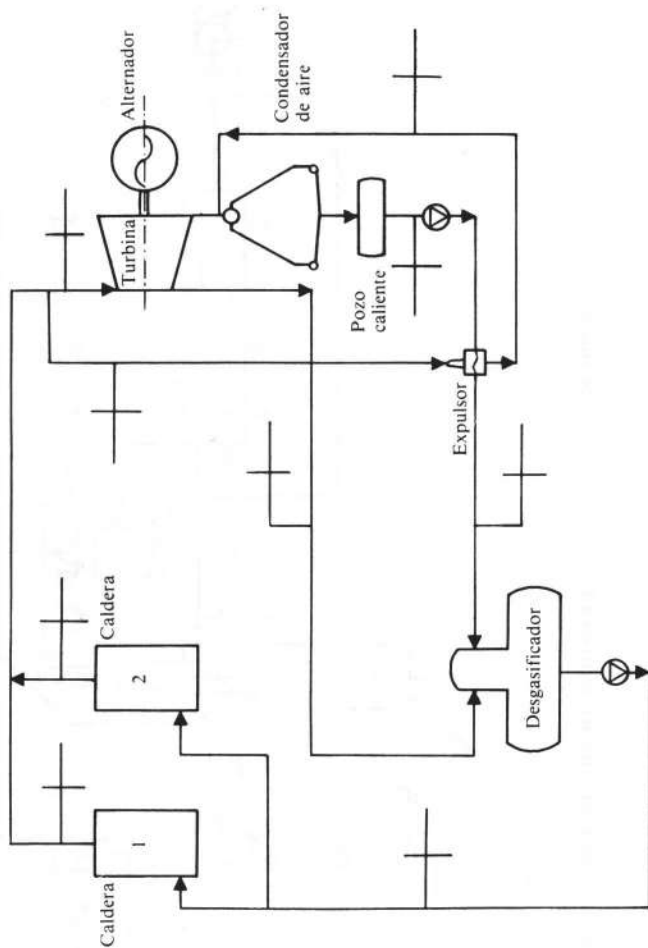 Alternador
Turbina
Condensador
de aire
Pozo
caliente
Expulsor
Caldera
2
Caldera
1
Desgasificador